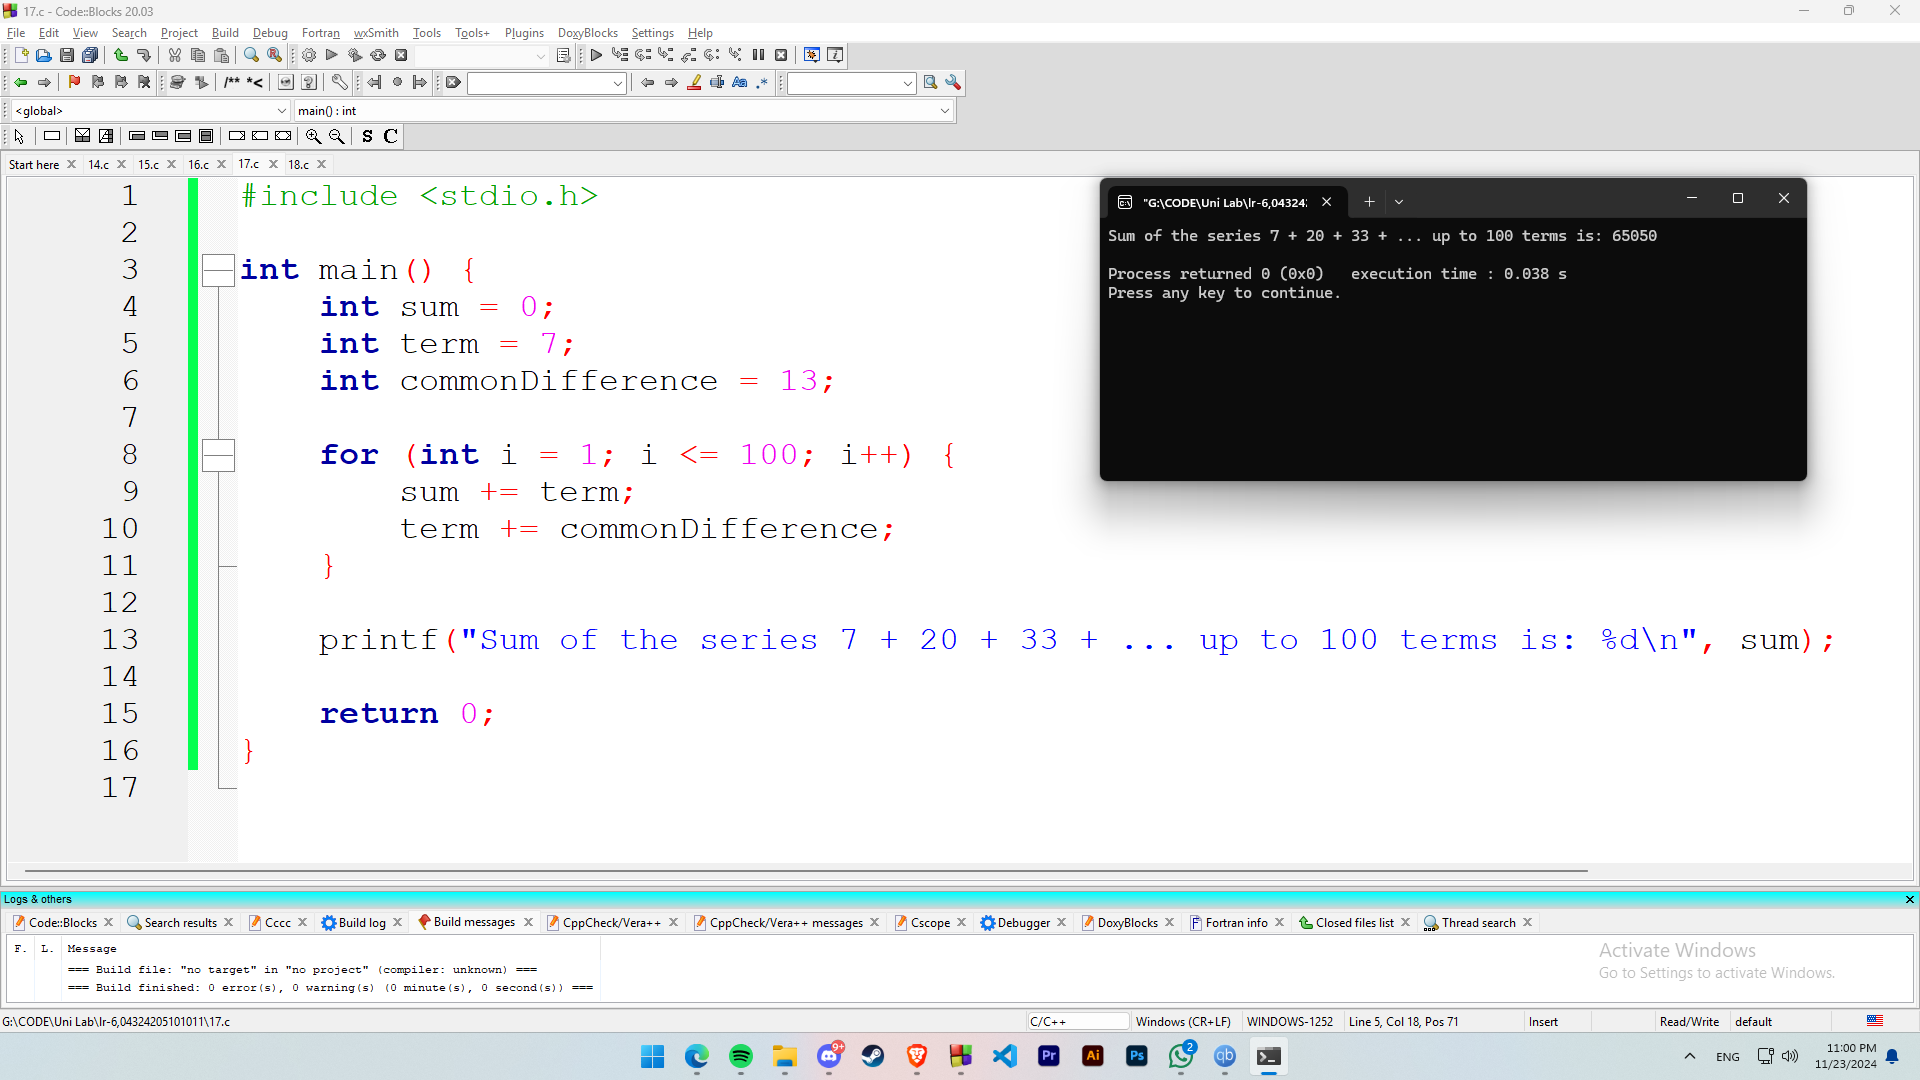 17.c - Code::Blocks 20.03
File Edit View Search Project Build Debug Fortran wxSmith Tools Tools+ Plugins DoxyBlocks Settings Help
/** *<
Aa .*
<global> main() : int
S C
Start here 14.c 15.c 16.c 17.c 18.c
1 #include <stdio.h>
2
3 int main() {
4 int sum = 0;
5 int term = 7;
6 int commonDifference = 13;
7
8 for (int i = 1; i <= 100; i++) {
9 sum += term;
10 term += commonDifference;
11 }
12
13 printf("Sum of the series 7 + 20 + 33 + ... up to 100 terms is: %d\n", sum);
14
15 return 0;
16 }
17
"G:\CODE\Uni Lab\lr-6,04324:
Sum of the series 7 + 20 + 33 + ... up to 100 terms is: 65050
Process returned 0 (0x0) execution time : 0.038 s
Press any key to continue.
Logs & others
Code::Blocks Search results Cccc Build log Build messages CppCheck/Vera++ CppCheck/Vera++ messages Cscope Debugger DoxyBlocks Fortran info Closed files list Thread search
F. L. Message
=== Build file: "no target" in "no project" (compiler: unknown) ===
=== Build finished: 0 error(s), 0 warning(s) (0 minute(s), 0 second(s)) ===
Activate Windows
Go to Settings to activate Windows.
G:\CODE\Uni Lab\lr-6,04324205101011\17.c C/C++ Windows (CR+LF) WINDOWS-1252 Line 5, Col 18, Pos 71 Insert Read/Write default
9+ Pr Ai Ps 2 qb
ENG
11:00 PM
11/23/2024